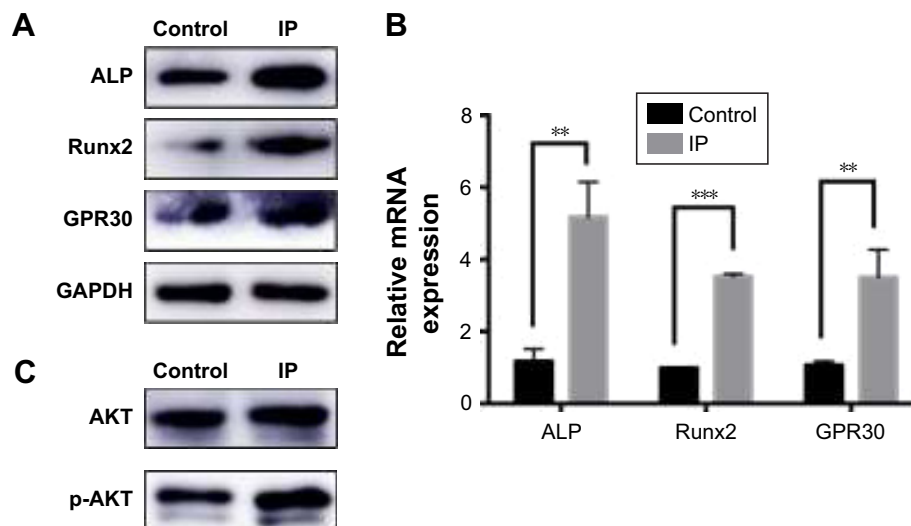 A
Control IP
ALP
Runx2
GPR30
GAPDH
C
Control IP
AKT
p-AKT
B
Control
IP
Relative mRNA
expression
8
6
4
2
0
**
***
**
ALP Runx2 GPR30